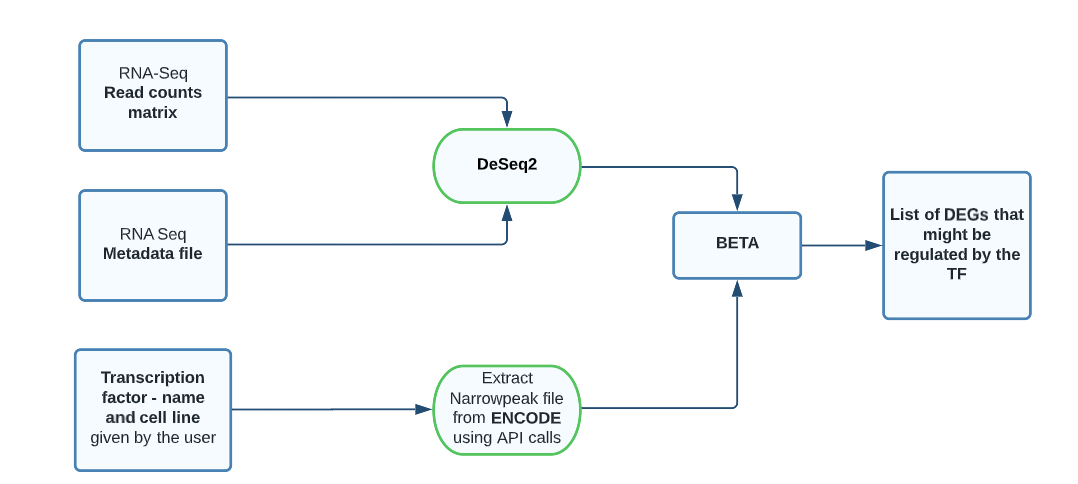 RNA-Seq
Read counts
matrix
DeSeq2
RNA Seq
Metadata file
BETA
List of DEGs that
might be
regulated by the
TF
Transcription
factor - name
and cell line
given by the user
Extract
Narrowpeak file
from ENCODE
using API calls